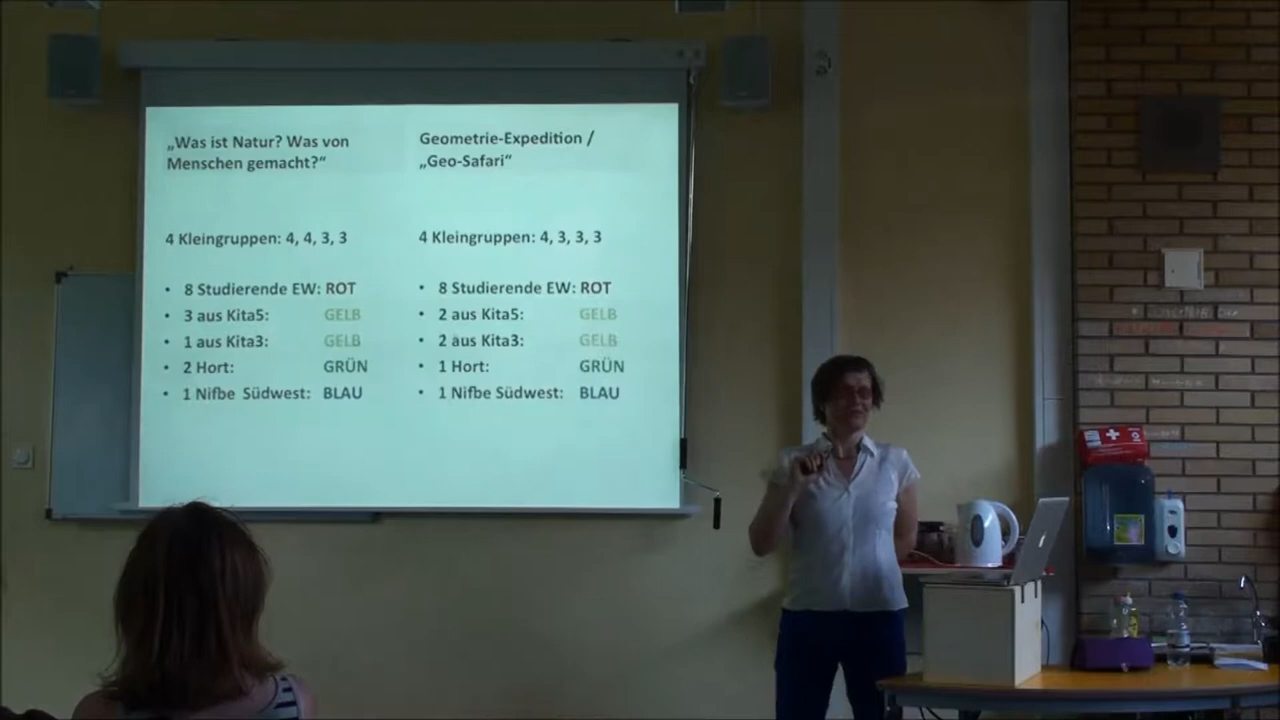 „Was ist Natur? Was von
Menschen gemacht?“
4 Kleingruppen: 4, 4, 3, 3
• 8 Studierende EW: ROT
• 3 aus Kita5: GELB
• 1 aus Kita3: GELB
• 2 Hort: GRÜN
• 1 Nifbe Südwest: BLAU
Geometrie-Expedition /
„Geo-Safari“
4 Kleingruppen: 4, 3, 3, 3
• 8 Studierende EW: ROT
• 2 aus Kita5: GELB
• 2 aus Kita3: GELB
• 1 Hort: GRÜN
• 1 Nifbe Südwest: BLAU